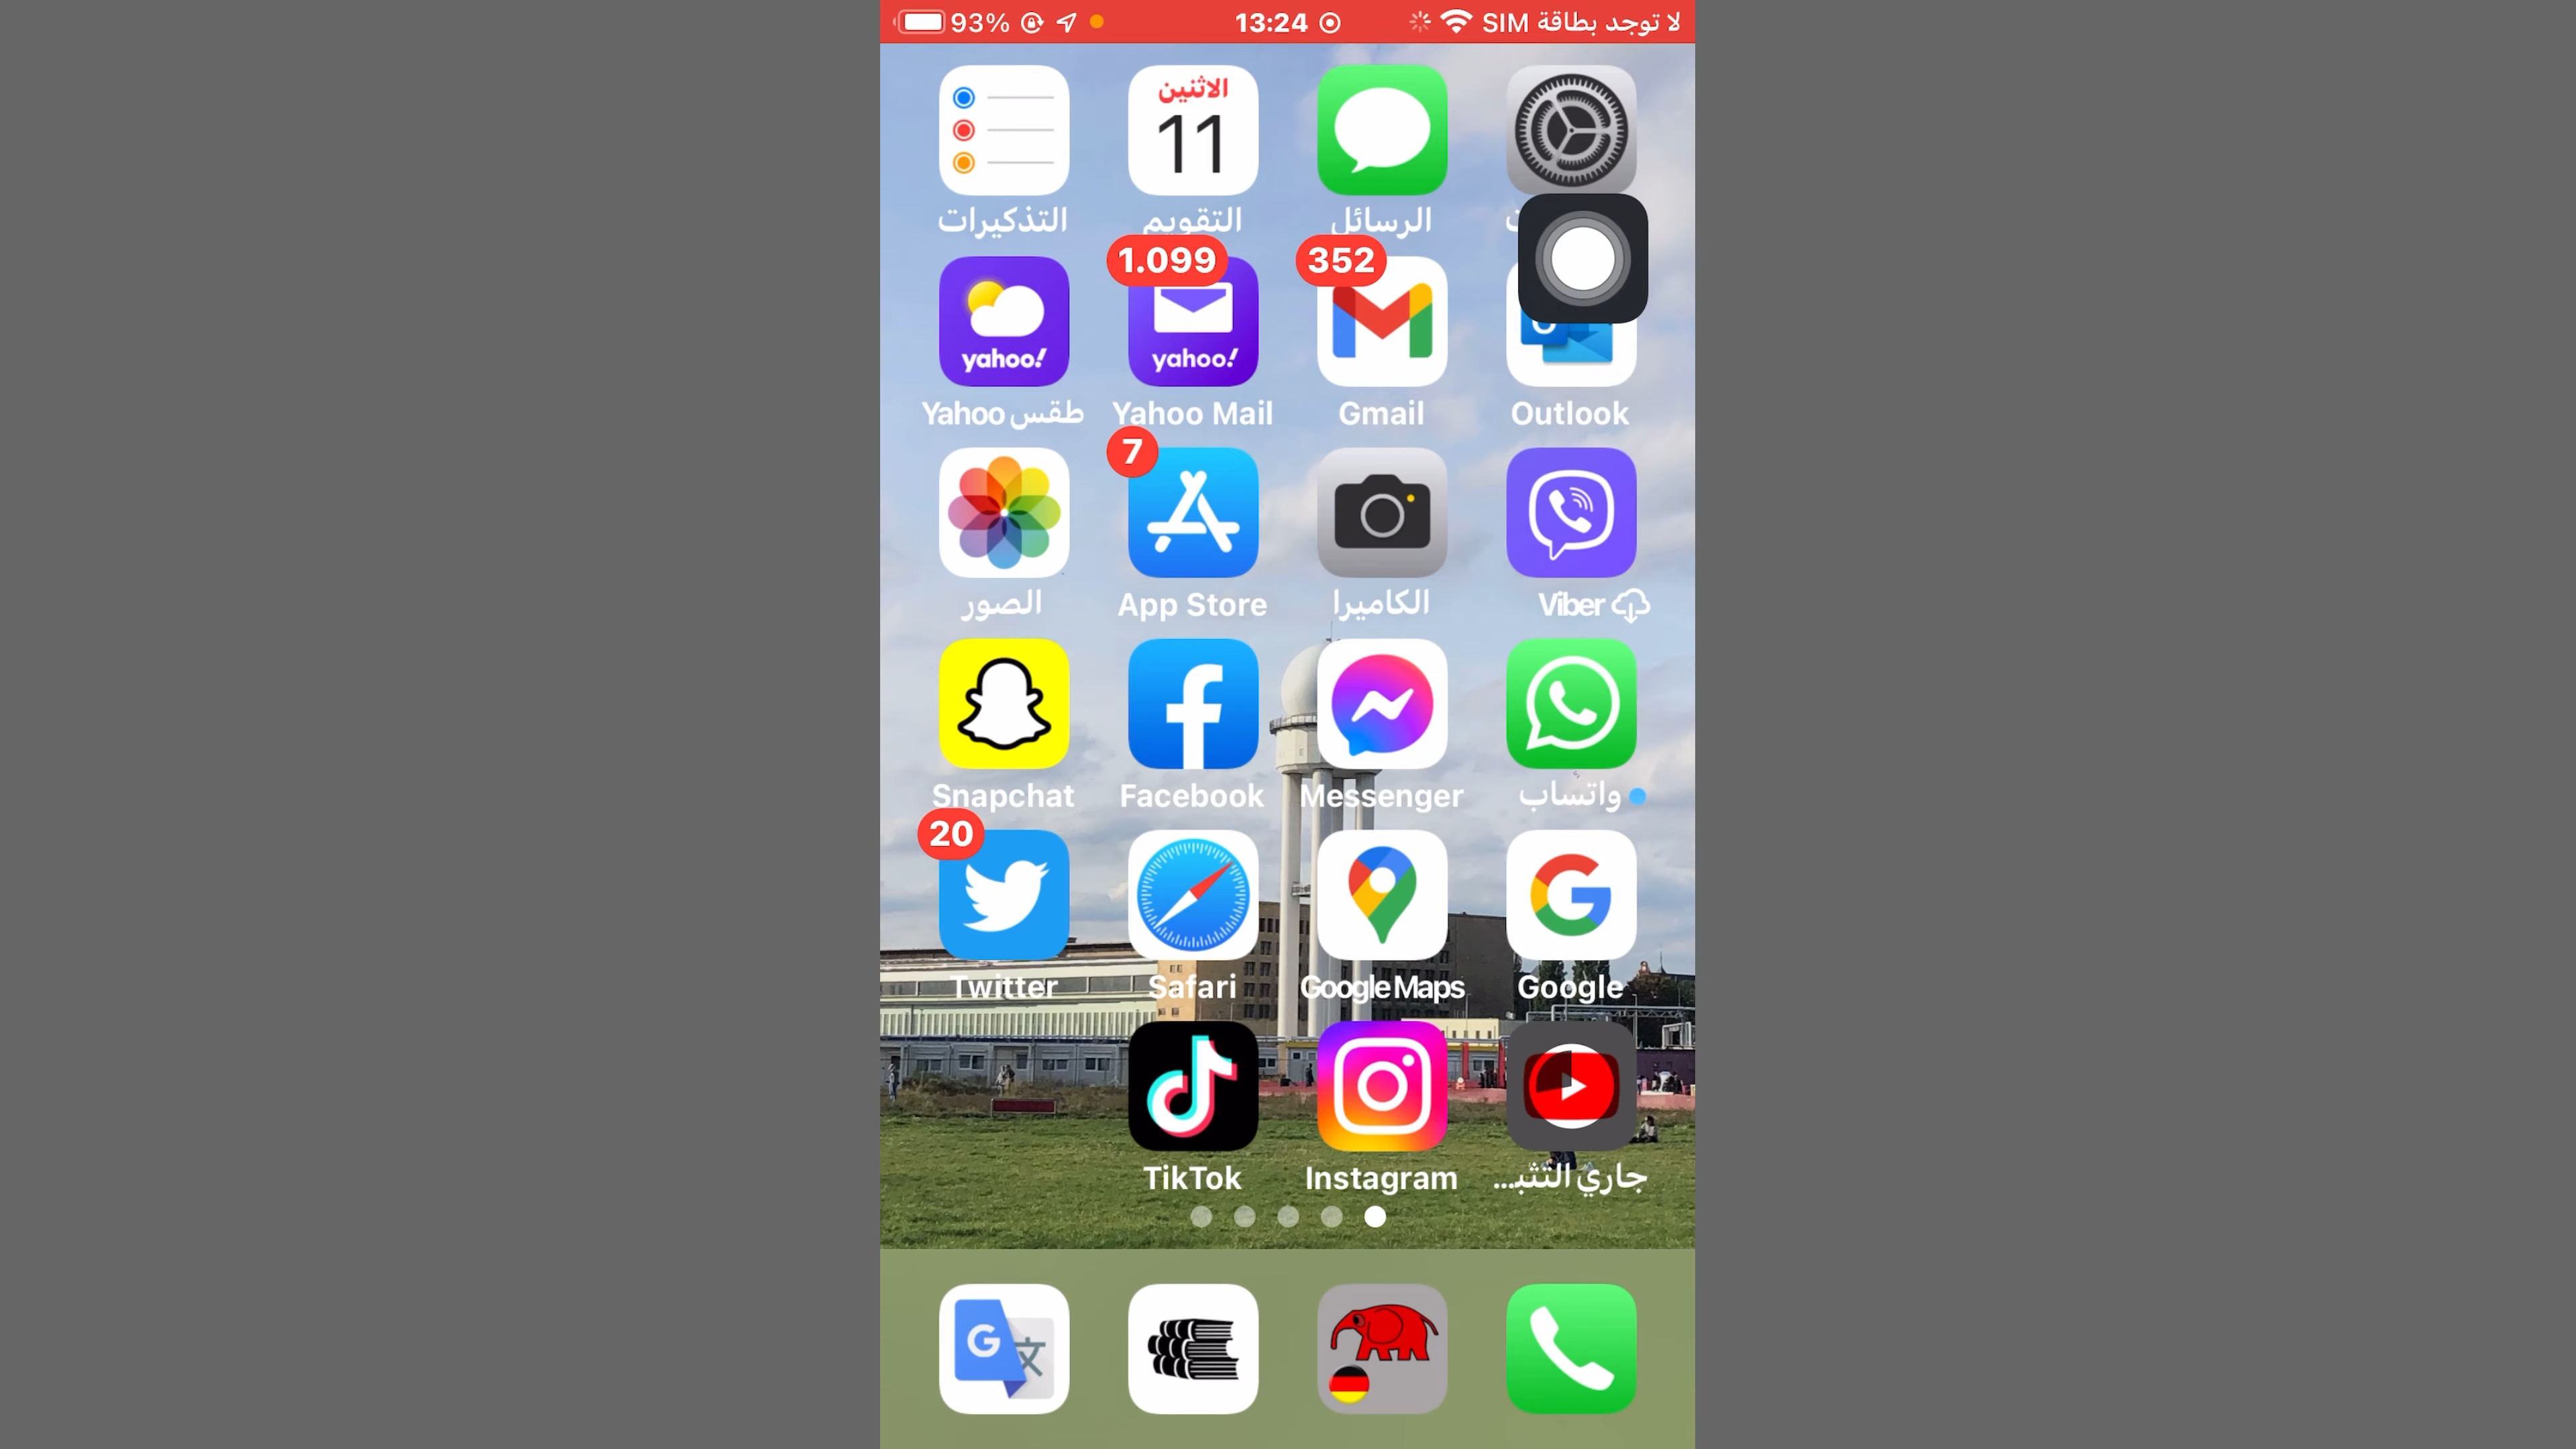 93% 13:24 لا توجد بطاقة SIM
الاثنين
11
التذكيرات التقويم الرسائل
1.099 352
yahoo! yahoo!
Yahoo طقس Yahoo Mail Gmail Outlook
7
الصور App Store الكاميرا Viber
Snapchat Facebook Messenger واتساب
20
Twitter Safari Google Maps Google
TikTok Instagram جاري التثبـ...